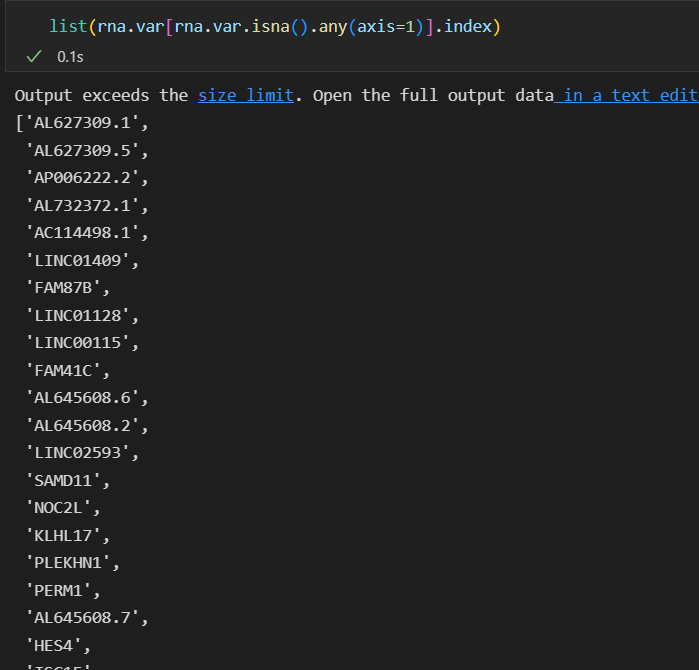 list(rna.var[rna.var.isna().any(axis=1)].index)
0.1s
Output exceeds the size limit. Open the full output data in a text edit
['AL627309.1',
'AL627309.5',
'AP006222.2',
'AL732372.1',
'AC114498.1',
'LINC01409',
'FAM87B',
'LINC01128',
'LINC00115',
'FAM41C',
'AL645608.6',
'AL645608.2',
'LINC02593',
'SAMD11',
'NOC2L',
'KLHL17',
'PLEKHN1',
'PERM1',
'AL645608.7',
'HES4',